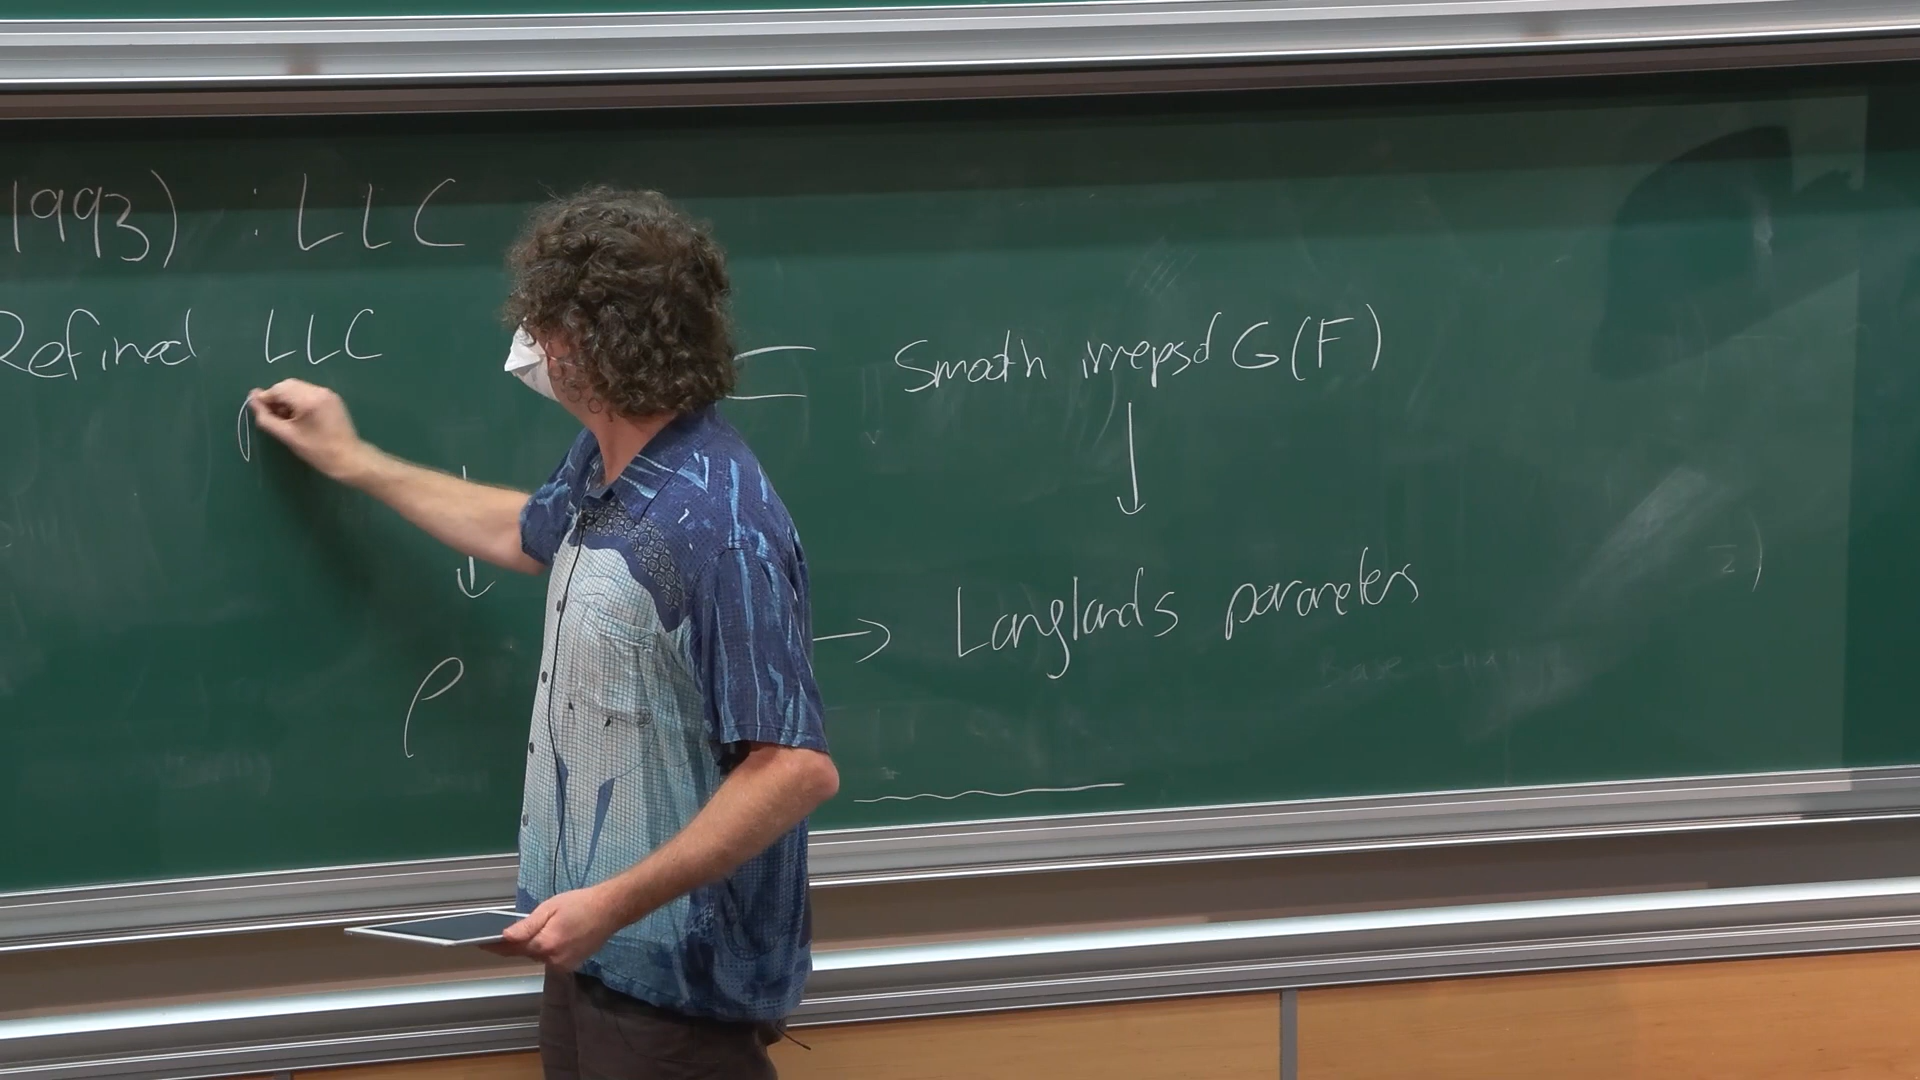 1993) : LLC
Refined LLC
= Smooth irreps of G(F)
↓ ↓
ρ → Langlands parameters